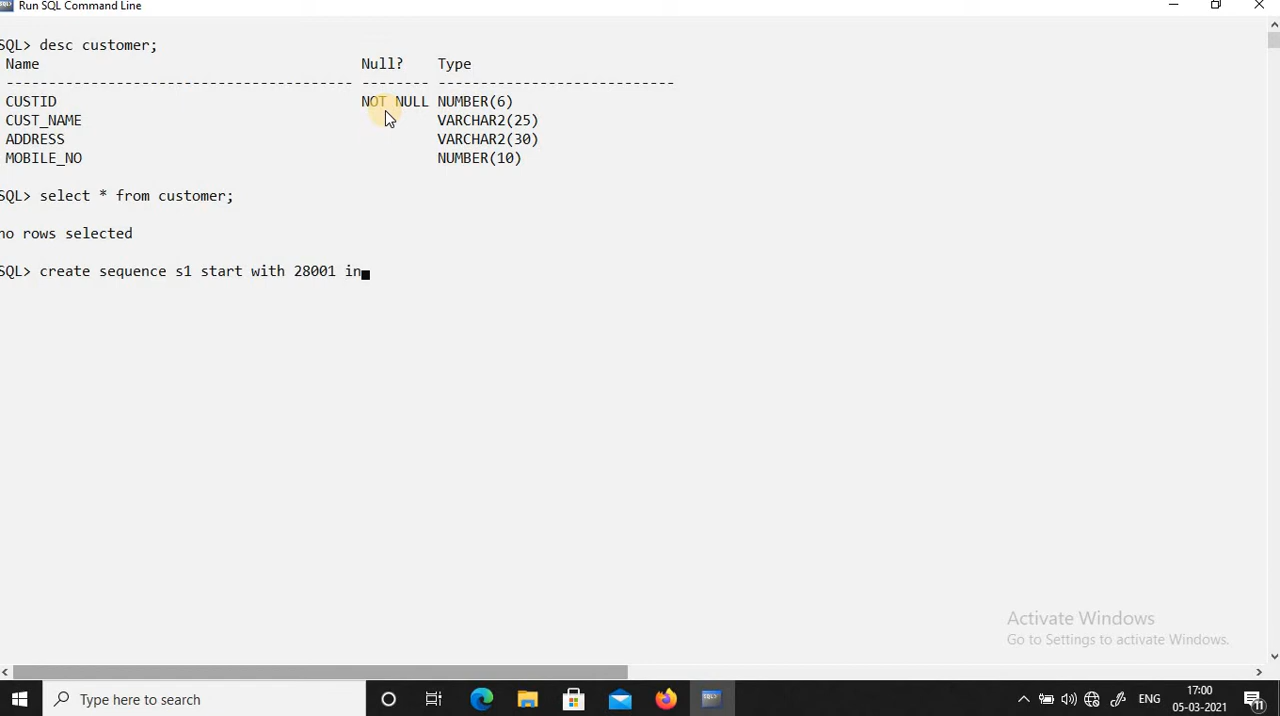 Run SQL Command Line
SQL> desc customer;
Name Null? Type
----------------------------------------- -------- ----------------------------
CUSTID NOT NULL NUMBER(6)
CUST_NAME VARCHAR2(25)
ADDRESS VARCHAR2(30)
MOBILE_NO NUMBER(10)
SQL> select * from customer;
no rows selected
SQL> create sequence s1 start with 28001 in
Activate Windows
Go to Settings to activate Windows.
Type here to search
ENG
17:00
05-03-2021
11